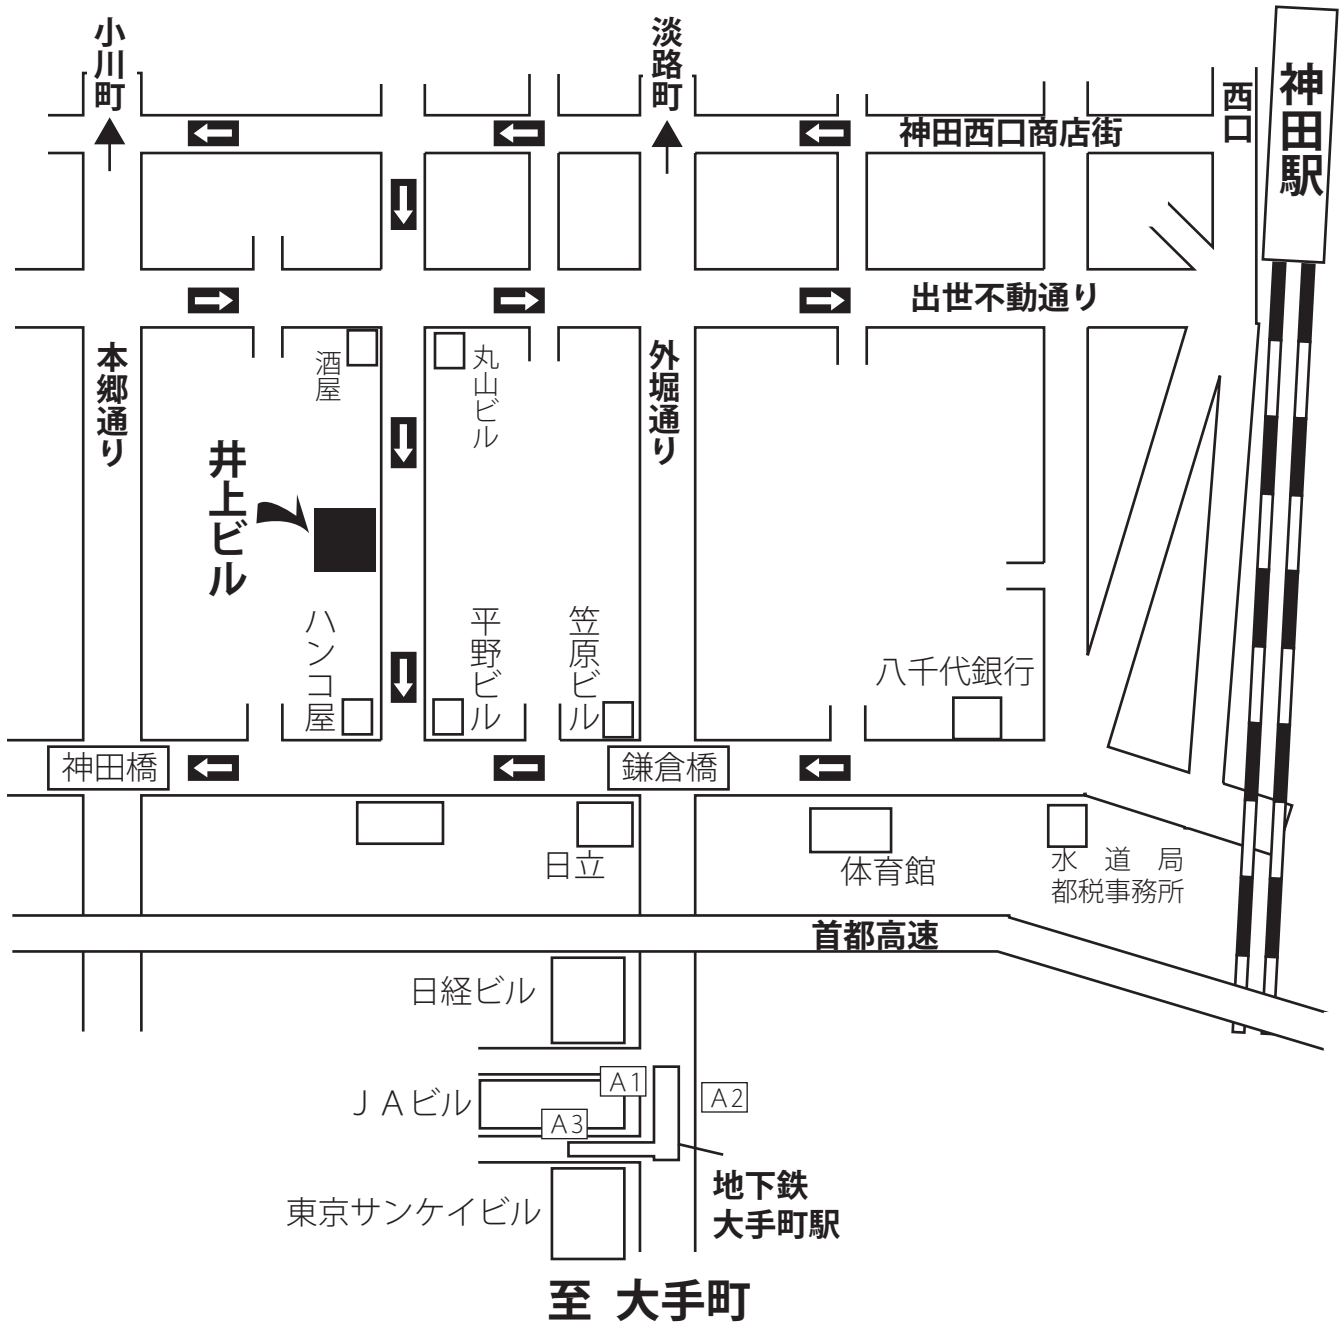 小川町
淡路町
西口
神田駅
神田西口商店街
出世不動通り
本郷通り
酒屋
丸山ビル
外堀通り
井上ビル
ハンコ屋
平野ビル
笠原ビル
八千代銀行
神田橋
鎌倉橋
日立
体育館
水道局
都税事務所
首都高速
日経ビル
JAビル
A1
A2
A3
地下鉄
大手町駅
東京サンケイビル
至 大手町